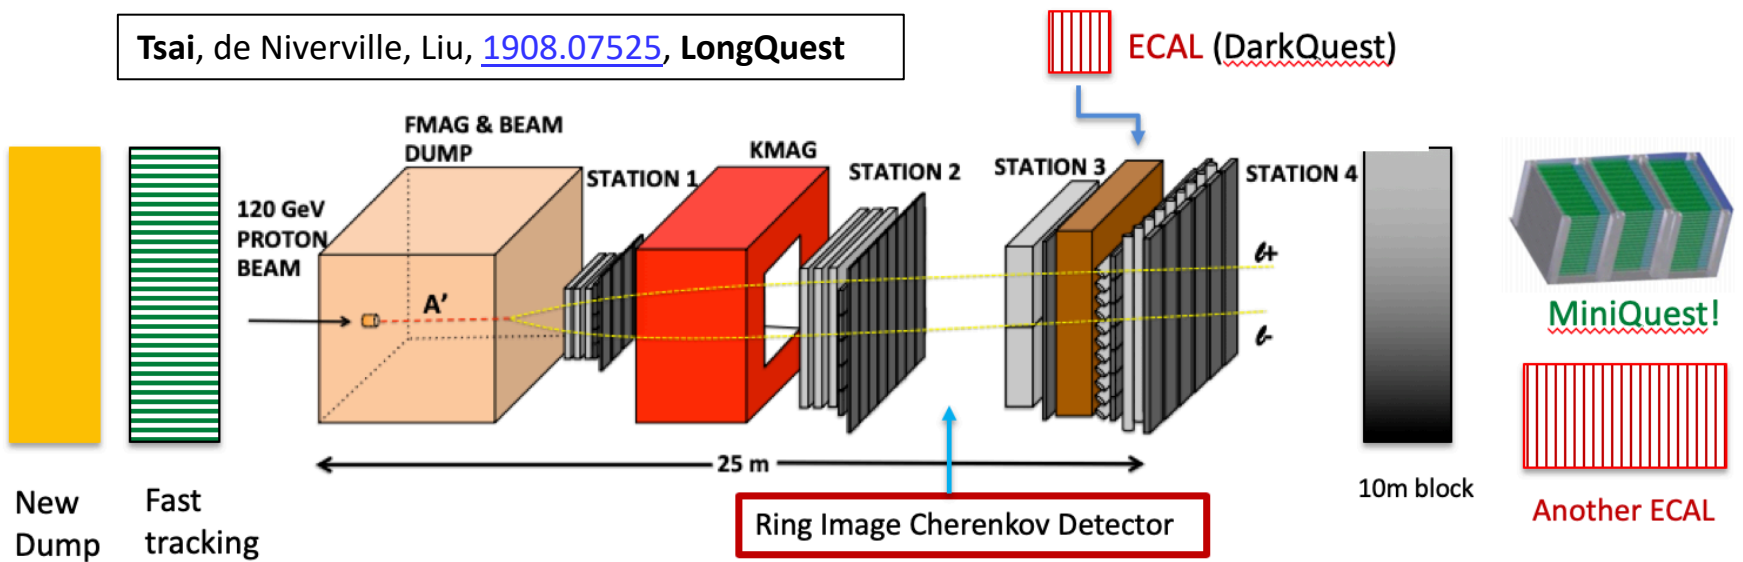 Tsai, de Niverville, Liu, 1908.07525, LongQuest
ECAL (DarkQuest)
FMAG & BEAM
DUMP
KMAG
STATION 1
STATION 2
STATION 3
STATION 4
120 GeV
PROTON
BEAM
A'
ℓ+
ℓ-
MiniQuest!
25 m
10m block
New
Dump
Fast
tracking
Ring Image Cherenkov Detector
Another ECAL